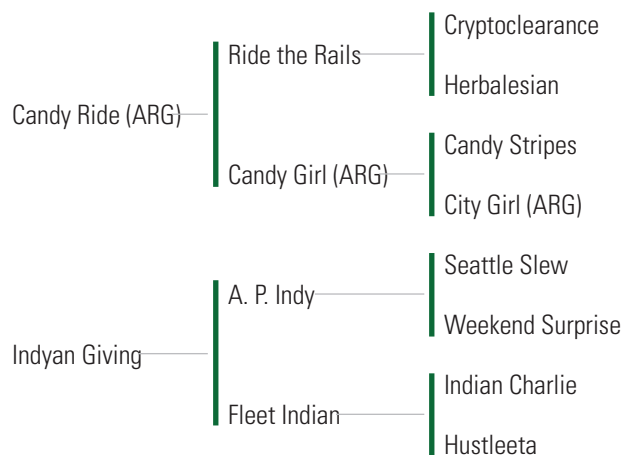 Cryptoclearance
Ride the Rails
Herbalesian
Candy Ride (ARG)
Candy Stripes
Candy Girl (ARG)
City Girl (ARG)
Seattle Slew
A. P. Indy
Weekend Surprise
Indyan Giving
Indian Charlie
Fleet Indian
Hustleeta